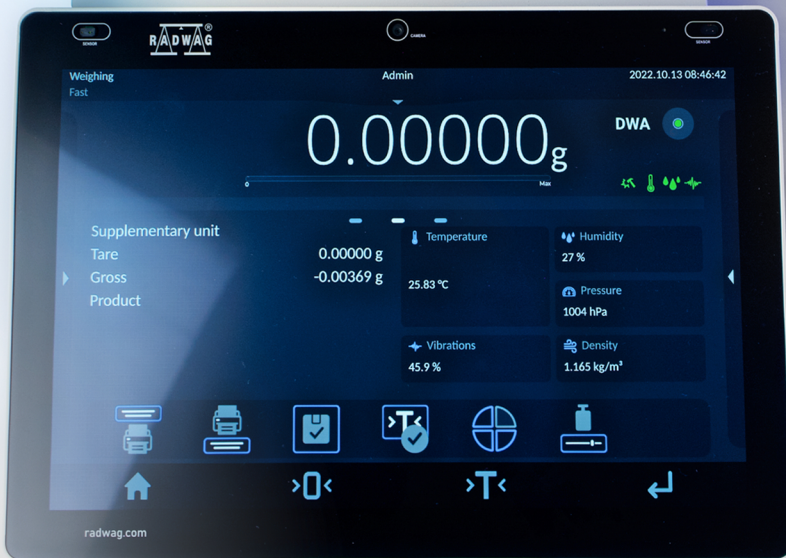 SENSOR
RADWAG®
CAMERA
SENSOR
Weighing
Admin
2022.10.13 08:46:42
Fast
0.00000g
DWA
0
Max
Supplementary unit
Tare 0.00000 g
Gross -0.00369 g
Product
Temperature
25.83 °C
Humidity
27 %
Pressure
1004 hPa
Vibrations
45.9 %
Density
1.165 kg/m³
>T<
>0<
>T<
radwag.com